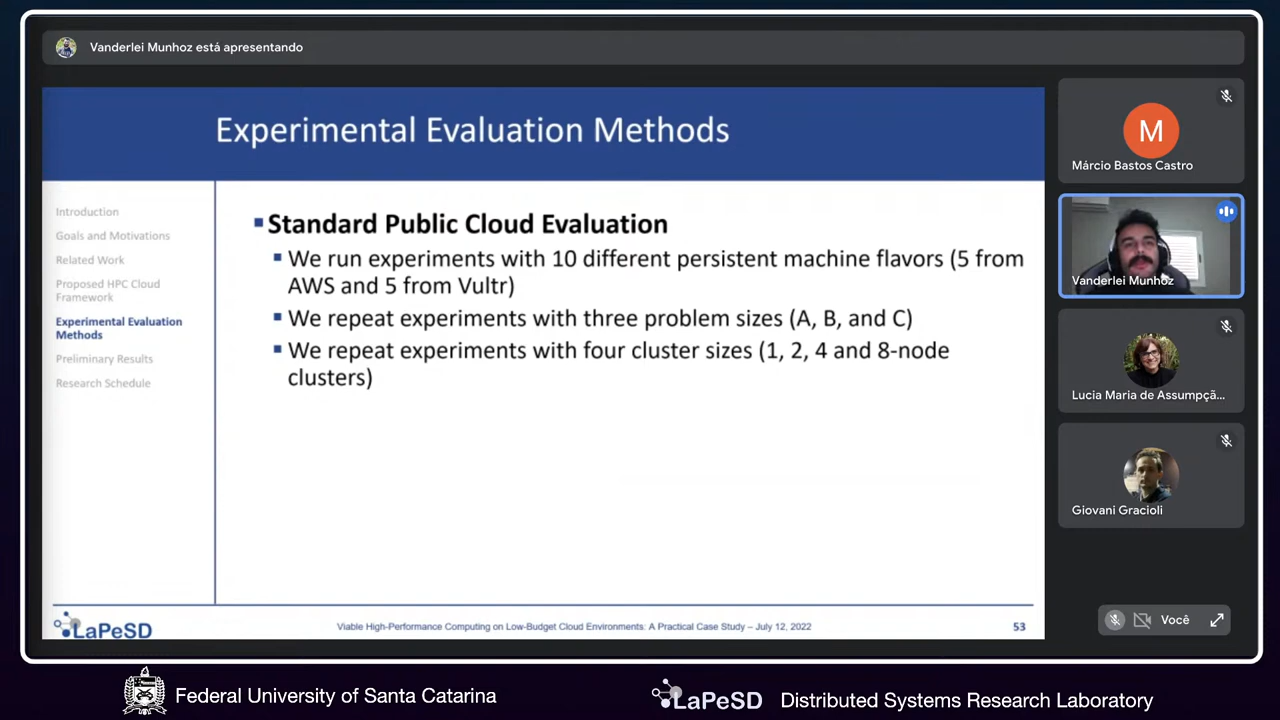 Vanderlei Munhoz está apresentando
Experimental Evaluation Methods
Introduction
Goals and Motivations
Related Work
Proposed HPC Cloud
Framework
Experimental Evaluation
Methods
Preliminary Results
Research Schedule
Standard Public Cloud Evaluation
We run experiments with 10 different persistent machine flavors (5 from
AWS and 5 from Vultr)
We repeat experiments with three problem sizes (A, B, and C)
We repeat experiments with four cluster sizes (1, 2, 4 and 8-node
clusters)
LaPeSD
Viable High-Performance Computing on Low-Budget Cloud Environments: A Practical Case Study – July 12, 2022
53
M
Márcio Bastos Castro
Vanderlei Munhoz
Lucia Maria de Assumpçã...
Giovani Gracioli
Você
Federal University of Santa Catarina
LaPeSD
Distributed Systems Research Laboratory